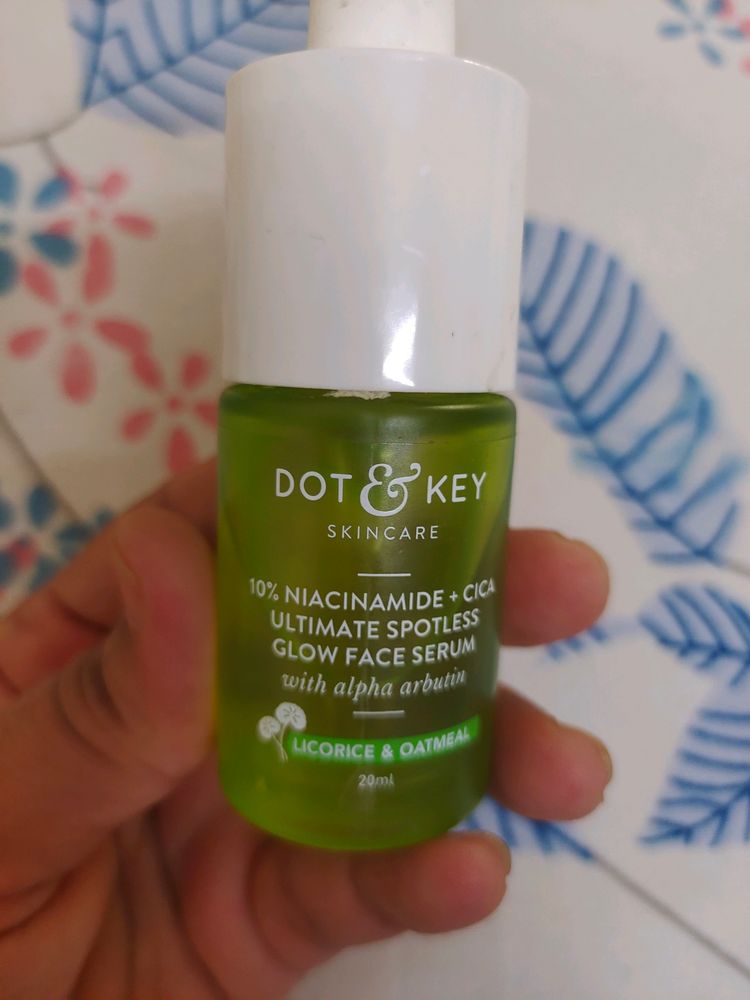 DOT & KEY
SKINCARE
10% NIACINAMIDE + CICA
ULTIMATE SPOTLESS
GLOW FACE SERUM
with alpha arbutin
LICORICE & OATMEAL
20ml